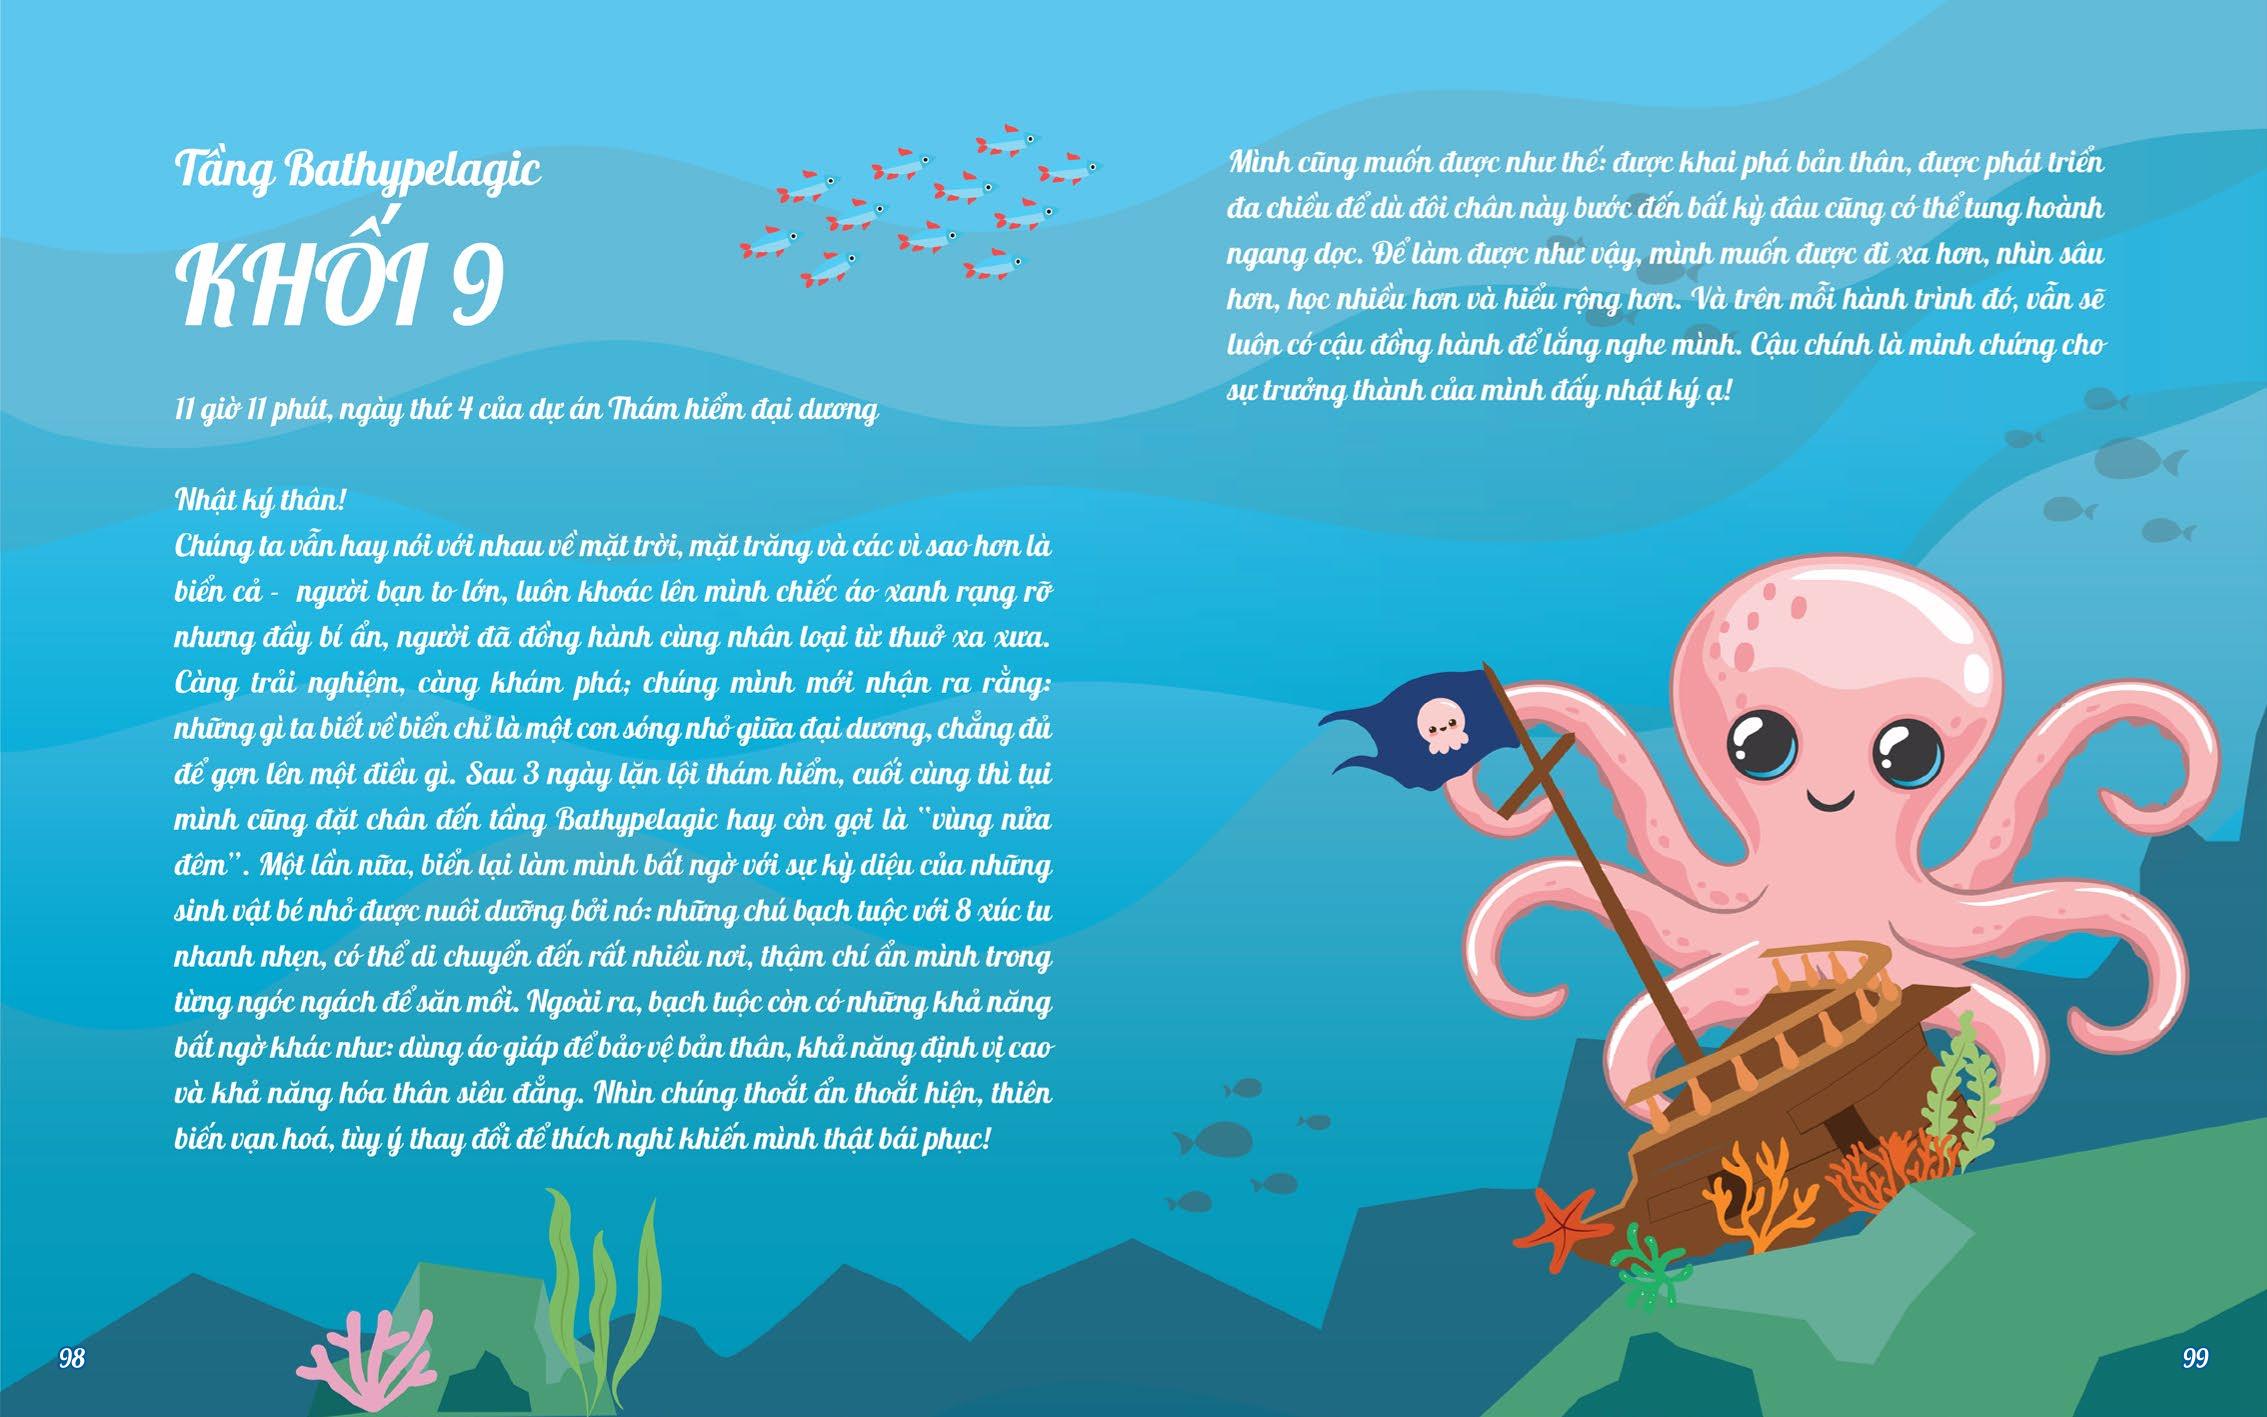 Tầng Bathypelagic
KHỐI 9
11 giờ 11 phút, ngày thứ 4 của dự án Thám hiểm đại dương
Nhật ký thân!
Chúng ta vẫn hay nói với nhau về mặt trời, mặt trăng và các vì sao hơn là
biển cả - người bạn to lớn, luôn khoác lên mình chiếc áo xanh rạng rỡ
nhưng đầy bí ẩn, người đã đồng hành cùng nhân loại từ thuở xa xưa.
Càng trải nghiệm, càng khám phá; chúng mình mới nhận ra rằng:
những gì ta biết về biển chỉ là một con sóng nhỏ giữa đại dương, chẳng đủ
để gợn lên một điều gì. Sau 3 ngày lặn lội thám hiểm, cuối cùng thì tụi
mình cũng đặt chân đến tầng Bathypelagic hay còn gọi là “vùng nửa
đêm”. Một lần nữa, biển lại làm mình bất ngờ với sự kỳ diệu của những
sinh vật bé nhỏ được nuôi dưỡng bởi nó: những chú bạch tuộc với 8 xúc tu
nhanh nhẹn, có thể di chuyển đến rất nhiều nơi, thậm chí ẩn mình trong
từng ngóc ngách để săn mồi. Ngoài ra, bạch tuộc còn có những khả năng
bất ngờ khác như: dùng áo giáp để bảo vệ bản thân, khả năng định vị cao
và khả năng hóa thân siêu đẳng. Nhìn chúng thoắt ẩn thoắt hiện, thiên
biến vạn hoá, tùy ý thay đổi để thích nghi khiến mình thật bái phục!
98
Mình cũng muốn được như thế: được khai phá bản thân, được phát triển
đa chiều để dù đôi chân này bước đến bất kỳ đâu cũng có thể tung hoành
ngang dọc. Để làm được như vậy, mình muốn được đi xa hơn, nhìn sâu
hơn, học nhiều hơn và hiểu rộng hơn. Và trên mỗi hành trình đó, vẫn sẽ
luôn có cậu đồng hành để lắng nghe mình. Cậu chính là minh chứng cho
sự trưởng thành của mình đấy nhật ký ạ!
99